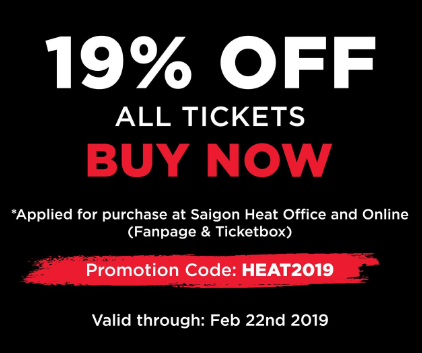 19% OFF
ALL TICKETS
BUY NOW
*Applied for purchase at Saigon Heat Office and Online
(Fanpage & Ticketbox)
Promotion Code: HEAT2019
Valid through: Feb 22nd 2019